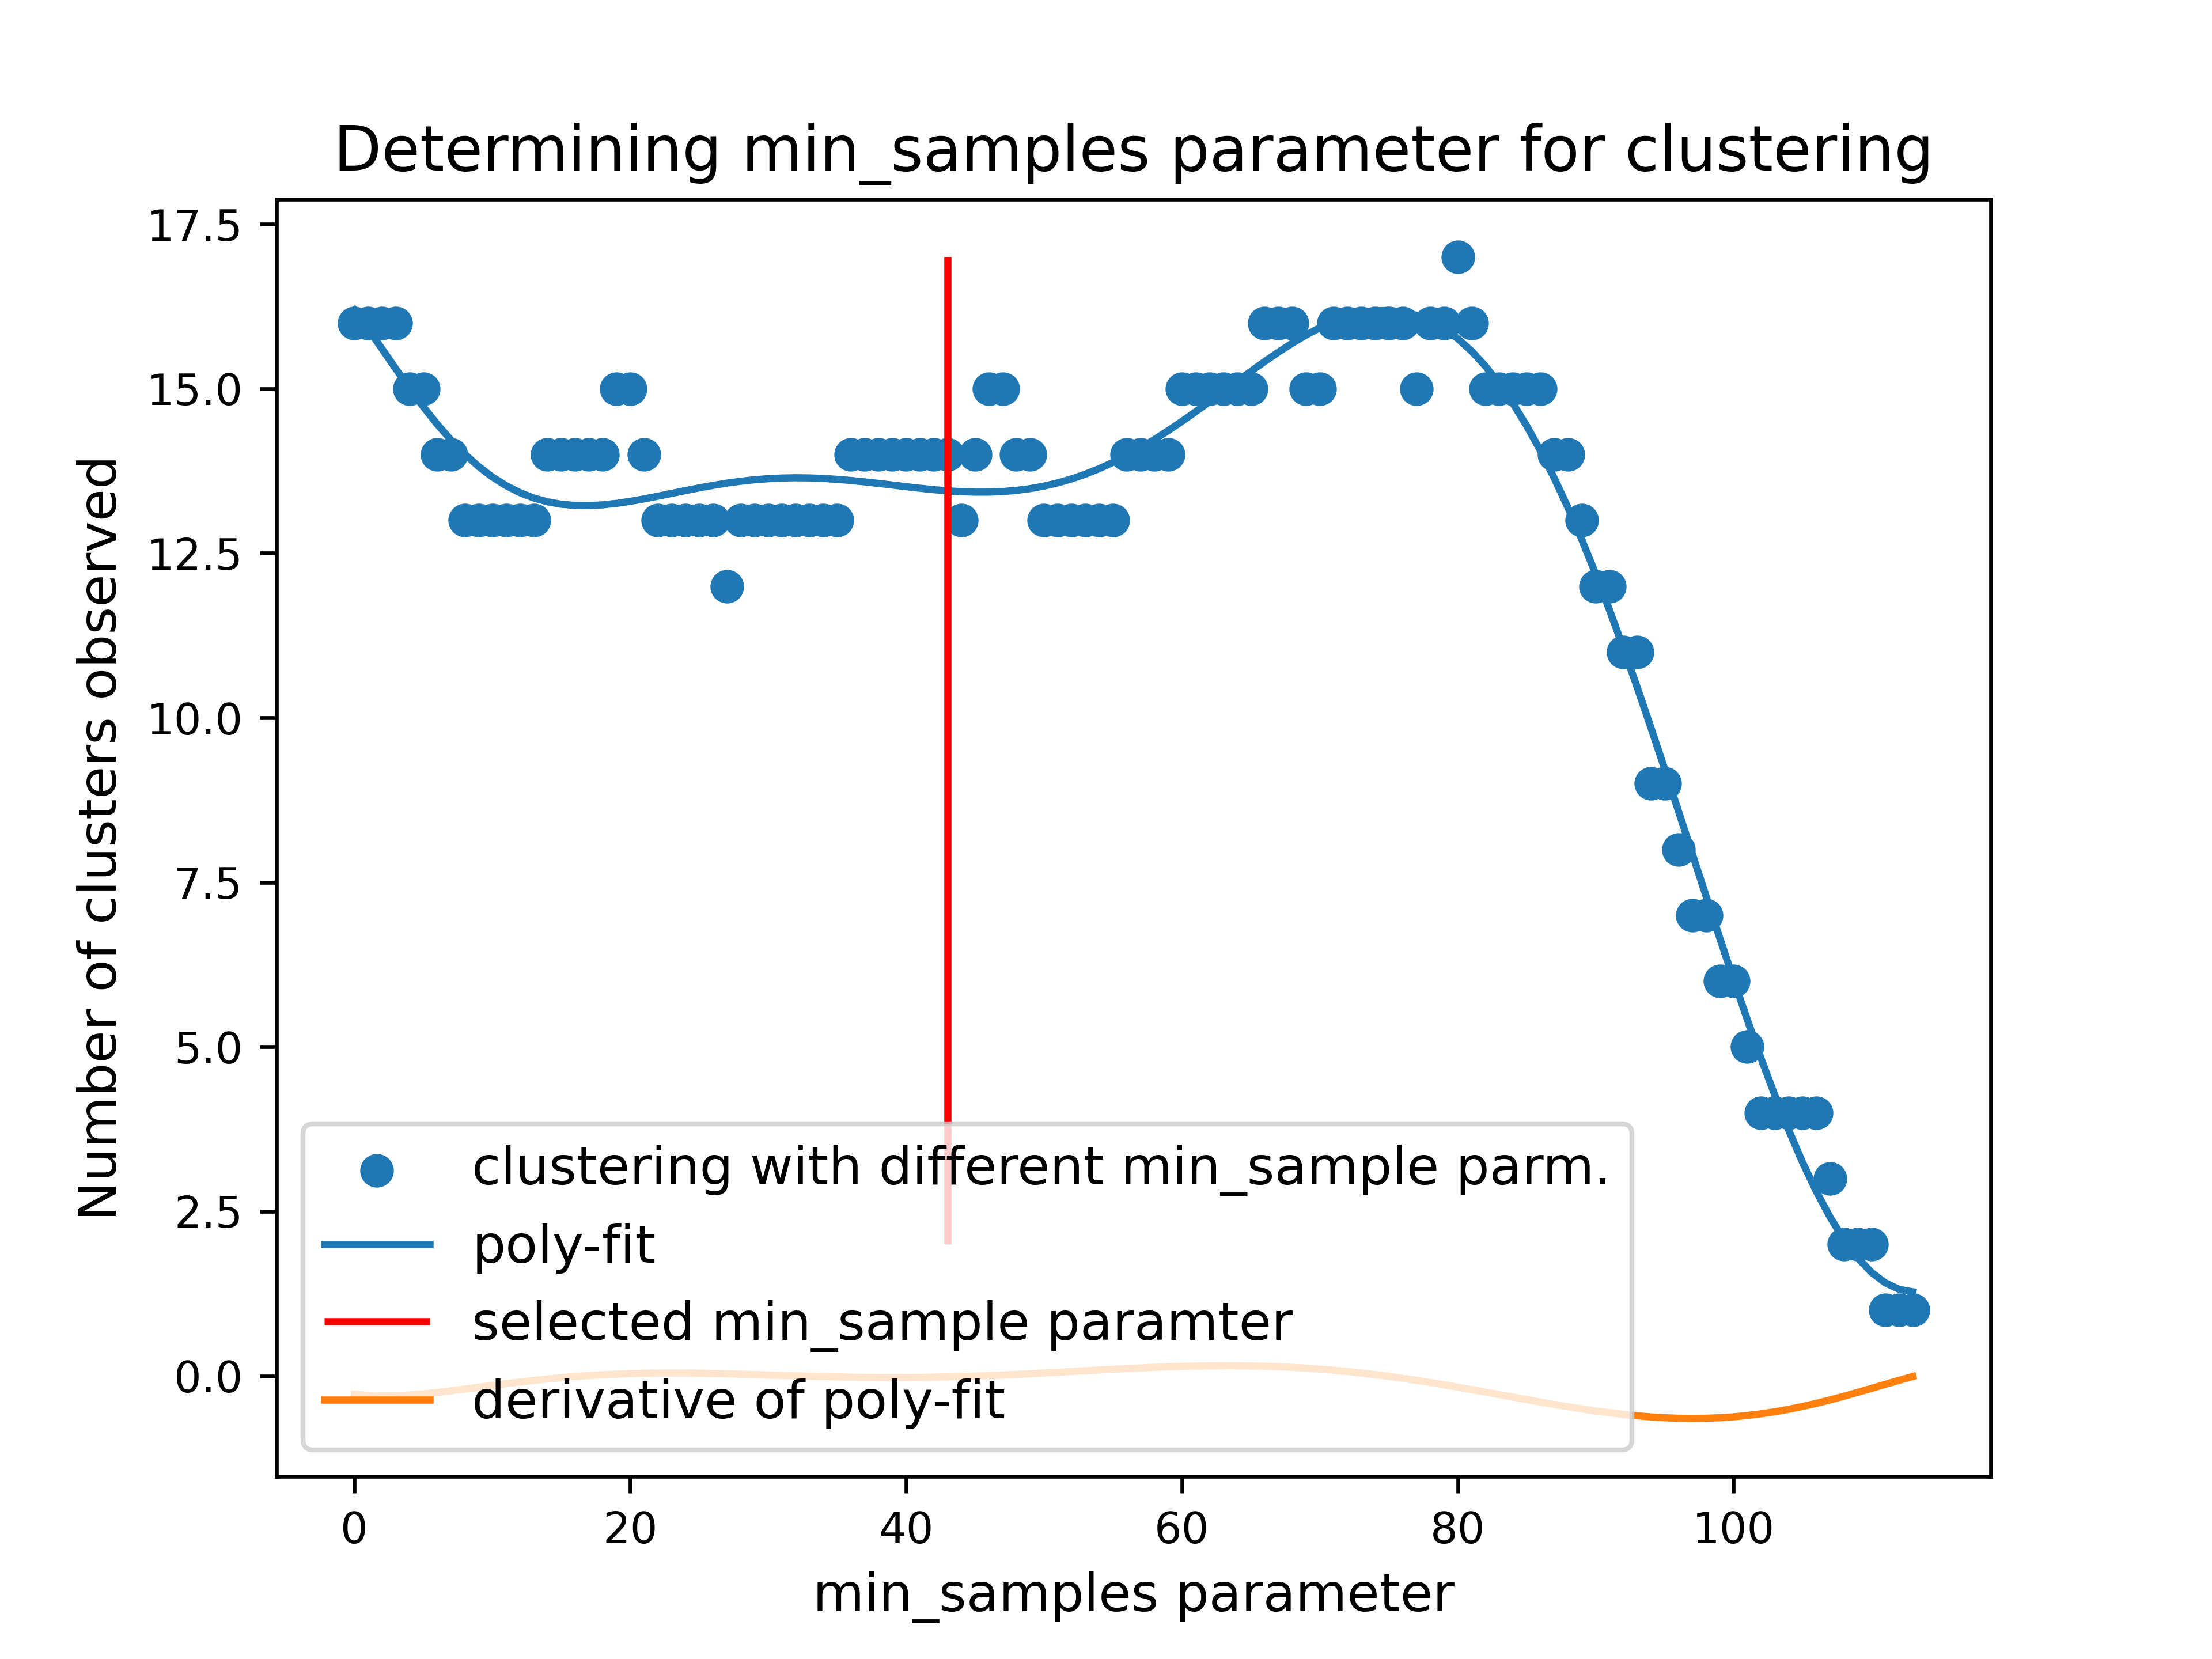 Determining min_samples parameter for clustering
17.5
15.0
12.5
10.0
7.5
5.0
2.5
0.0
Number of clusters observed
clustering with different min_sample parm.
poly-fit
selected min_sample paramter
derivative of poly-fit
0 20 40 60 80 100
min_samples parameter